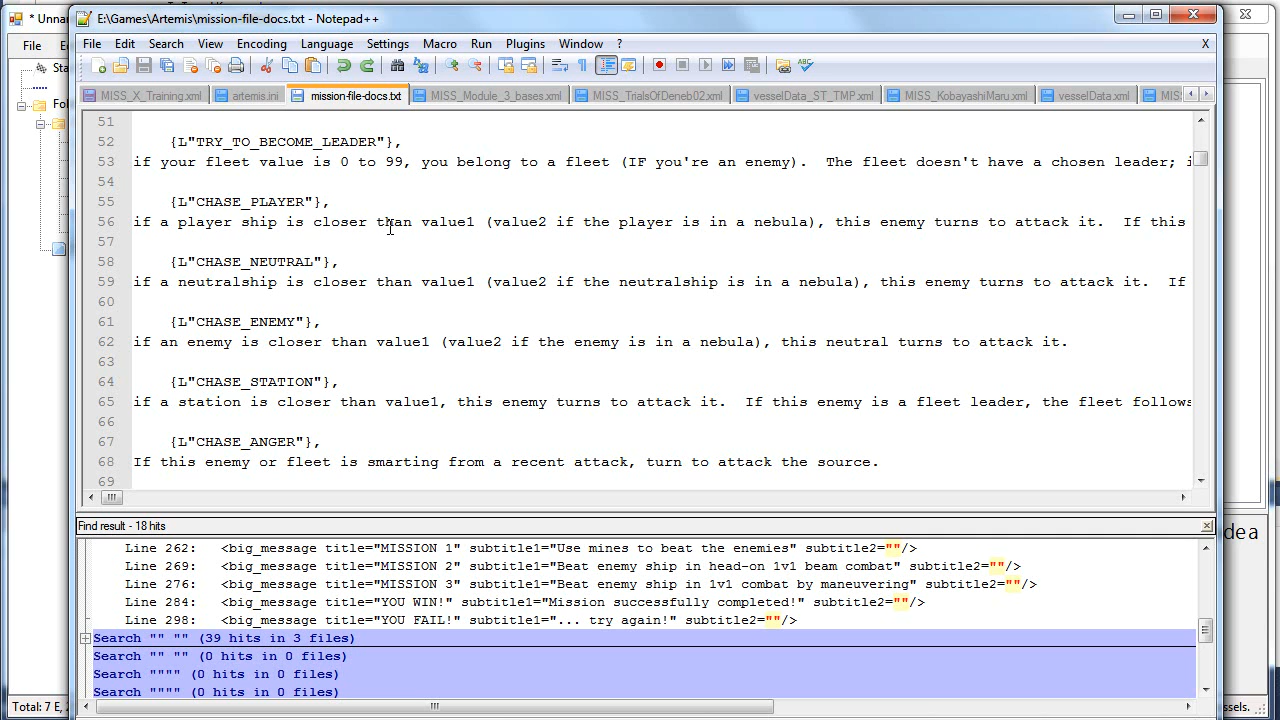 * Unnar
E:\Games\Artemis\mission-file-docs.txt - Notepad++
File
File Edit Search View Encoding Language Settings Macro Run Plugins Window ? X
MISS_X_Training.xml artemis.ini mission-file-docs.txt MISS_Module_3_bases.xml MISS_TrialsOfDeneb02.xml vesselData_ST_TMP.xml MISS_KobayashiMaru.xml vesselData.xml MIS
Sta
Fol
51
52 {L"TRY_TO_BECOME_LEADER"},
53 if your fleet value is 0 to 99, you belong to a fleet (IF you're an enemy). The fleet doesn't have a chosen leader; i
54
55 {L"CHASE_PLAYER"},
56 if a player ship is closer than value1 (value2 if the player is in a nebula), this enemy turns to attack it. If this
57
58 {L"CHASE_NEUTRAL"},
59 if a neutralship is closer than value1 (value2 if the neutralship is in a nebula), this enemy turns to attack it. If
60
61 {L"CHASE_ENEMY"},
62 if an enemy is closer than value1 (value2 if the enemy is in a nebula), this neutral turns to attack it.
63
64 {L"CHASE_STATION"},
65 if a station is closer than value1, this enemy turns to attack it. If this enemy is a fleet leader, the fleet follows
66
67 {L"CHASE_ANGER"},
68 If this enemy or fleet is smarting from a recent attack, turn to attack the source.
69
Find result - 18 hits
dea
Line 262: <big_message title="MISSION 1" subtitle1="Use mines to beat the enemies" subtitle2=""/>
Line 269: <big_message title="MISSION 2" subtitle1="Beat enemy ship in head-on 1v1 beam combat" subtitle2=""/>
Line 276: <big_message title="MISSION 3" subtitle1="Beat enemy ship in 1v1 combat by maneuvering" subtitle2=""/>
Line 284: <big_message title="YOU WIN!" subtitle1="Mission successfully completed!" subtitle2=""/>
Line 298: <big_message title="YOU FAIL!" subtitle1="... try again!" subtitle2=""/>
Search "" "" (39 hits in 3 files)
Search "" "" (0 hits in 0 files)
Search """" (0 hits in 0 files)
Search """" (0 hits in 0 files)
Total: 7 E, 2
ssels.